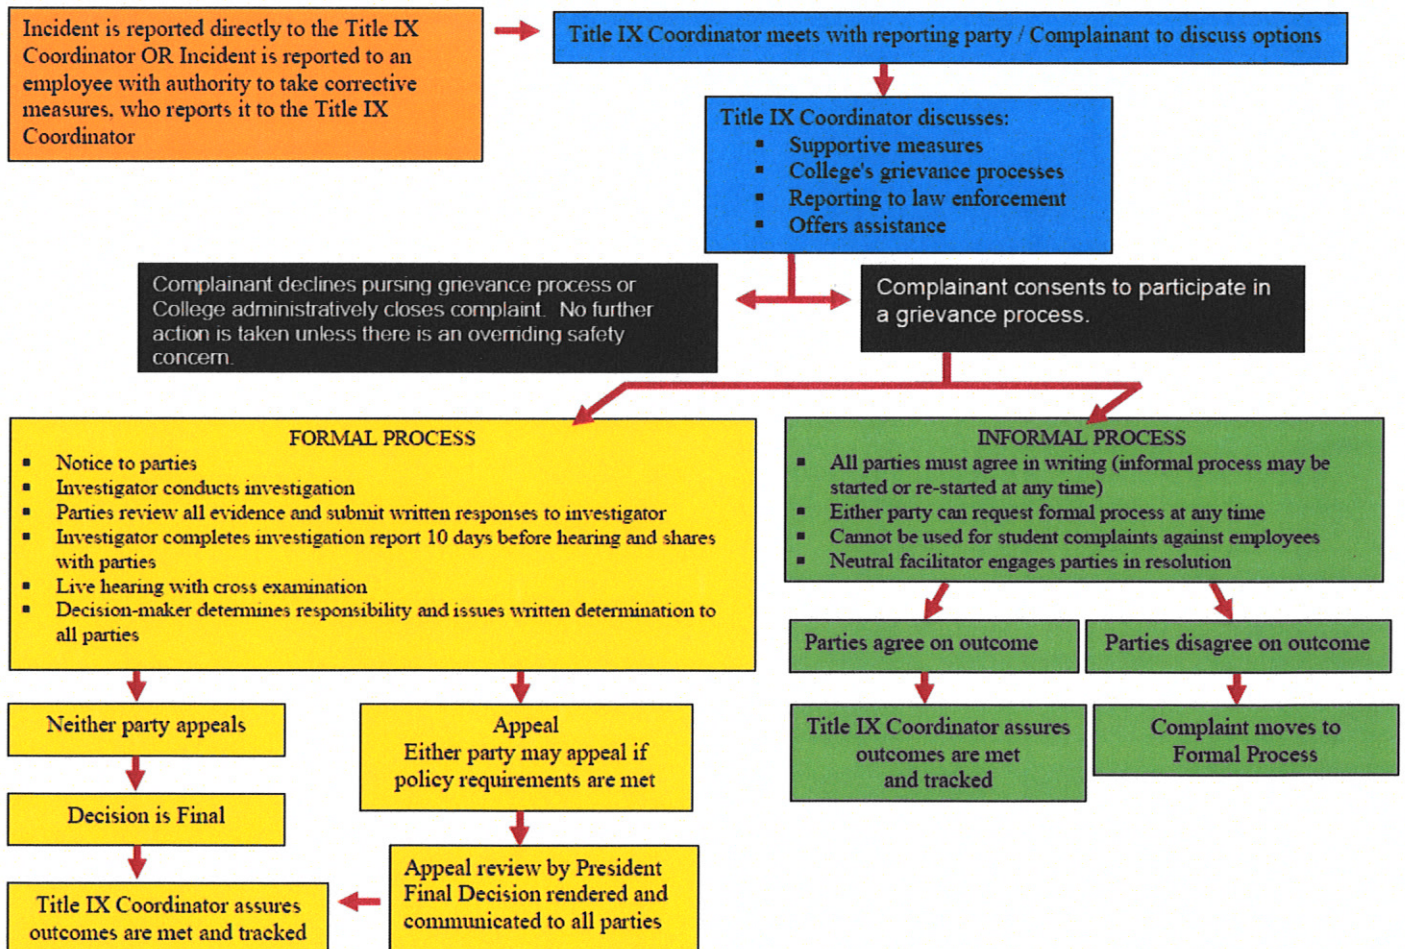 Incident is reported directly to the Title IX
Coordinator OR Incident is reported to an
employee with authority to take corrective
measures, who reports it to the Title IX
Coordinator
Title IX Coordinator meets with reporting party / Complainant to discuss options
Title IX Coordinator discusses:
▪ Supportive measures
▪ College's grievance processes
▪ Reporting to law enforcement
▪ Offers assistance
Complainant declines pursing grievance process or
College administratively closes complaint. No further
action is taken unless there is an overriding safety
concern.
Complainant consents to participate in
a grievance process.
FORMAL PROCESS
▪ Notice to parties
▪ Investigator conducts investigation
▪ Parties review all evidence and submit written responses to investigator
▪ Investigator completes investigation report 10 days before hearing and shares
with parties
▪ Live hearing with cross examination
▪ Decision-maker determines responsibility and issues written determination to
all parties
INFORMAL PROCESS
▪ All parties must agree in writing (informal process may be
started or re-started at any time)
▪ Either party can request formal process at any time
▪ Cannot be used for student complaints against employees
▪ Neutral facilitator engages parties in resolution
Parties agree on outcome
Parties disagree on outcome
Title IX Coordinator assures
outcomes are met
and tracked
Complaint moves to
Formal Process
Neither party appeals
Decision is Final
Appeal
Either party may appeal if
policy requirements are met
Appeal review by President
Final Decision rendered and
communicated to all parties
Title IX Coordinator assures
outcomes are met and tracked